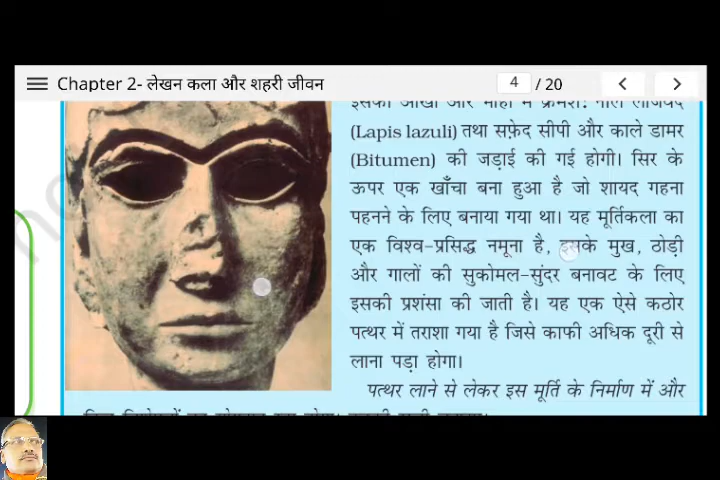 Chapter 2- लेखन कला और शहरी जीवन
4 / 20
(Lapis lazuli) तथा सफ़ेद सीपी और काले डामर
(Bitumen) की जड़ाई की गई होगी। सिर के
ऊपर एक खाँचा बना हुआ है जो शायद गहना
पहनने के लिए बनाया गया था। यह मूर्तिकला का
एक विश्व-प्रसिद्ध नमूना है, इसके मुख, ठोड़ी
और गालों की सुकोमल-सुंदर बनावट के लिए
इसकी प्रशंसा की जाती है। यह एक ऐसे कठोर
पत्थर में तराशा गया है जिसे काफी अधिक दूरी से
लाना पड़ा होगा।
पत्थर लाने से लेकर इस मूर्ति के निर्माण में और